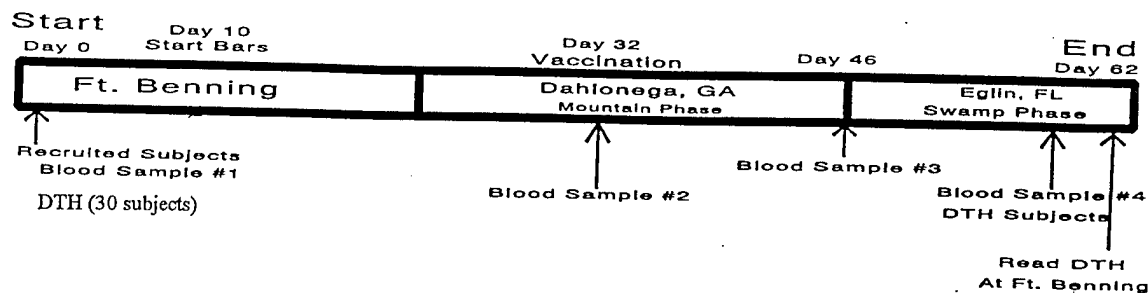 Start
Day 0
Day 10
Start Bars
Day 32
Vaccination
Day 46
End
Day 62
Ft. Benning
Dahlonega, GA
Mountain Phase
Eglin, FL
Swamp Phase
Recruited Subjects
Blood Sample #1
DTH (30 subjects)
Blood Sample #2
Blood Sample #3
Blood Sample #4
DTH Subjects
Read DTH
At Ft. Benning